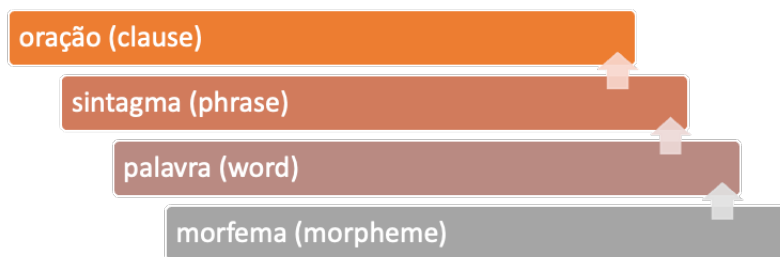 oração (clause)
sintagma (phrase)
palavra (word)
morfema (morpheme)